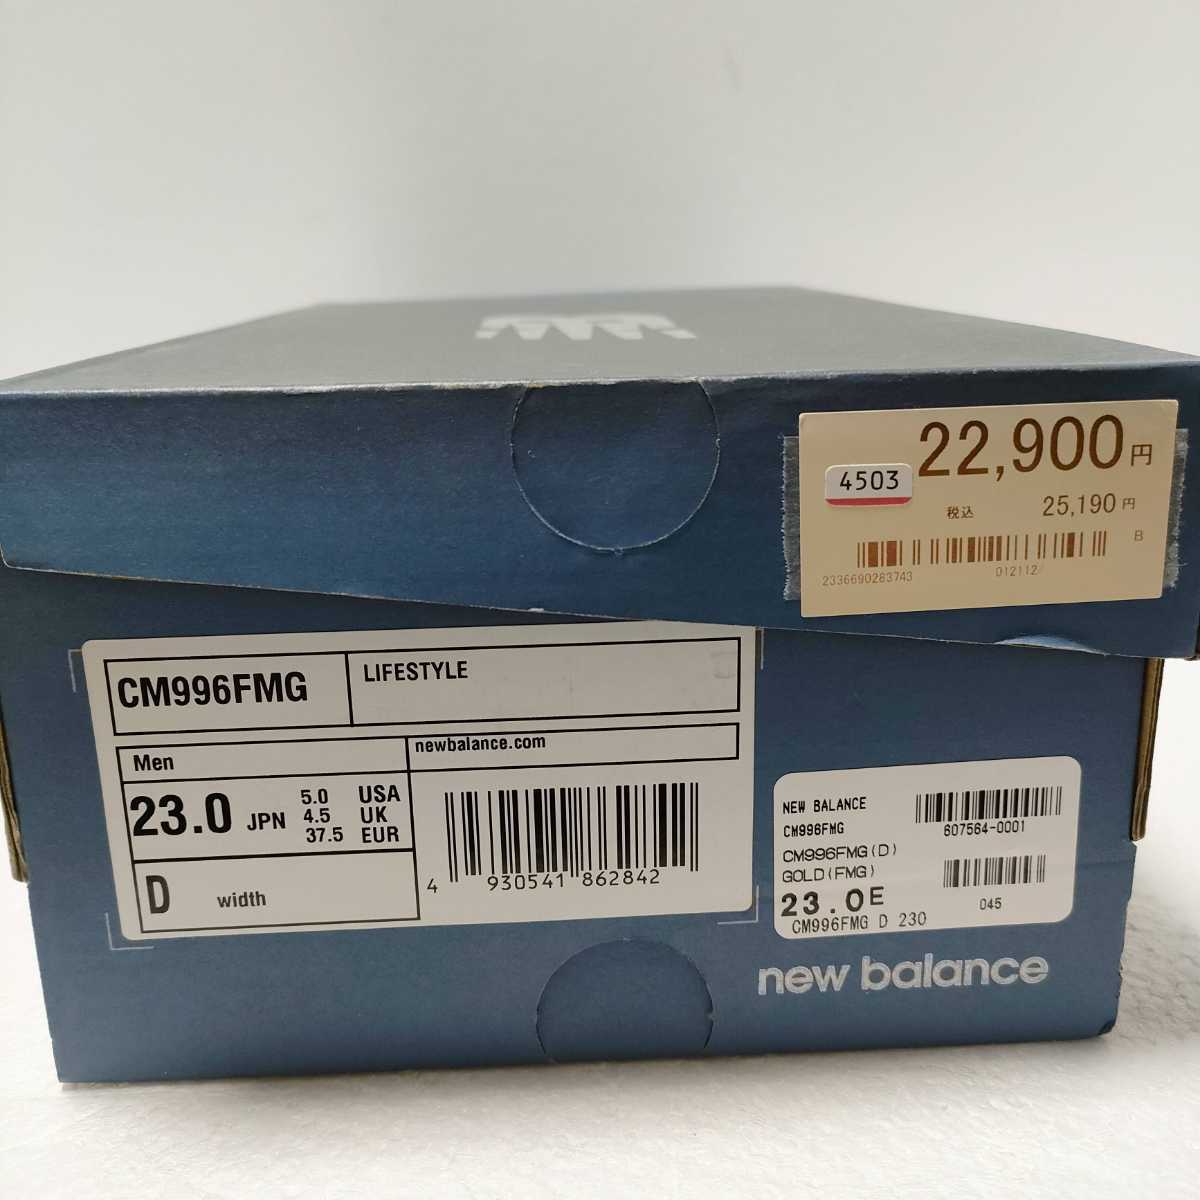 22,900円
4503
税込 25,190円
B
2336690283743 012112
CM996FMG
LIFESTYLE
Men
newbalance.com
23.0 JPN
5.0 USA
4.5 UK
37.5 EUR
D width
4 930541 862842
NEW BALANCE
CM996FMG
607564-0001
CM996FMG(D)
GOLD(FMG)
23.0E
045
CM996FMG D 230
new balance